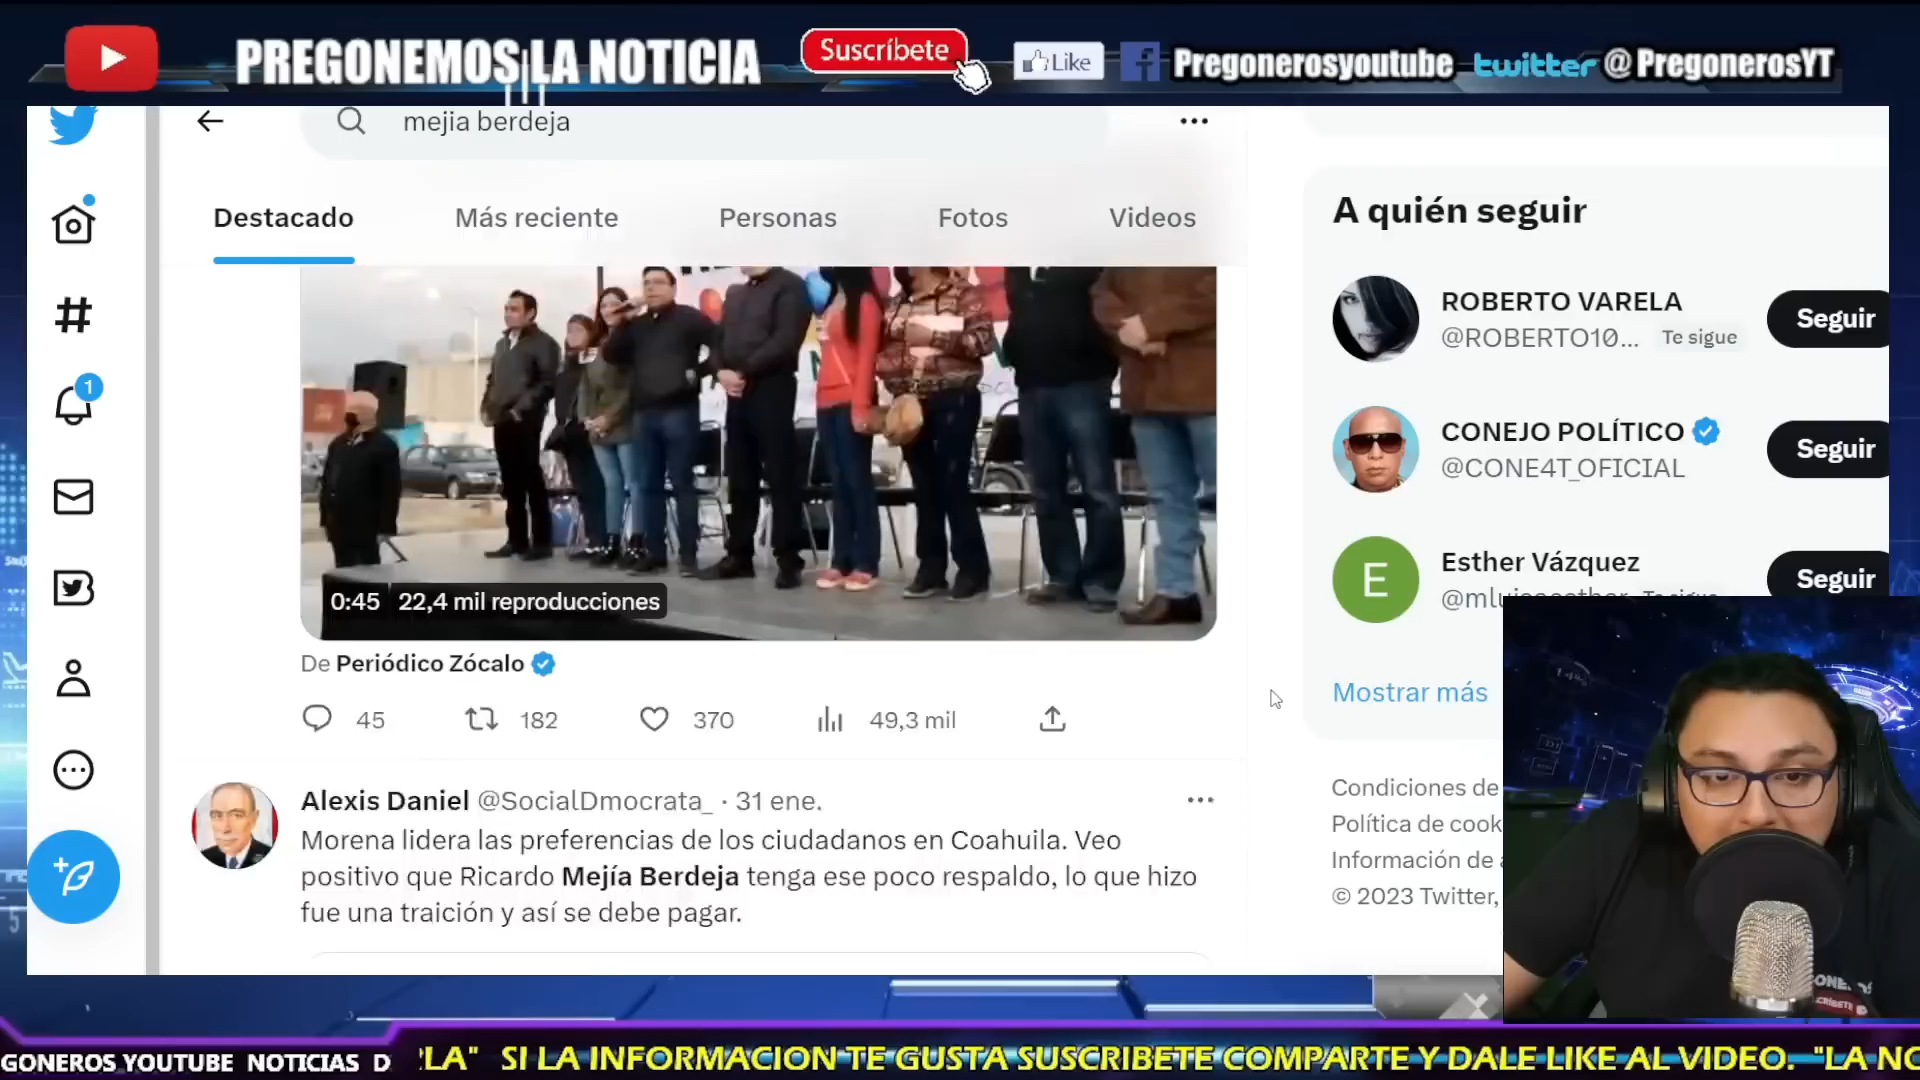 PREGONEMOS LA NOTICIA
Suscríbete
Like
Pregonerosyoutube
twitter @PregonerosYT
mejia berdeja
Destacado
Más reciente
Personas
Fotos
Videos
0:45 22,4 mil reproducciones
De Periódico Zócalo
45
182
370
49,3 mil
Alexis Daniel @SocialDmocrata_ · 31 ene.
Morena lidera las preferencias de los ciudadanos en Coahuila. Veo
positivo que Ricardo Mejía Berdeja tenga ese poco respaldo, lo que hizo
fue una traición y así se debe pagar.
1
A quién seguir
ROBERTO VARELA
@ROBERTO10... Te sigue
Seguir
CONEJO POLÍTICO
@CONE4T_OFICIAL
Seguir
E
Esther Vázquez
Seguir
Mostrar más
Condiciones de
Política de cook
Información de
© 2023 Twitter,
GONEROS YOUTUBE NOTICIAS D
LA" SI LA INFORMACION TE GUSTA SUSCRIBETE COMPARTE Y DALE LIKE AL VIDEO. "LA NO